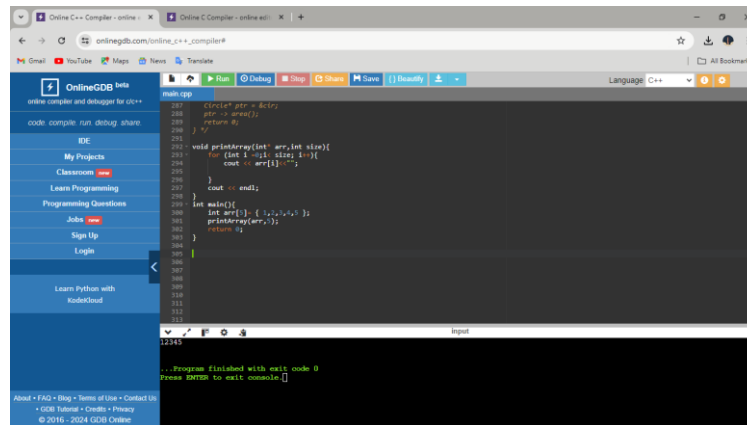 Online C++ Compiler - online c
Online C Compiler - online edit
onlinegdb.com/online_c++_compiler#
Gmail YouTube Maps News Translate
All Bookmar
OnlineGDB beta
online compiler and debugger for c/c++
code. compile. run. debug. share.
IDE
My Projects
Classroom new
Learn Programming
Programming Questions
Jobs new
Sign Up
Login
Learn Python with
KodeKloud
About • FAQ • Blog • Terms of Use • Contact Us
• GDB Tutorial • Credits • Privacy
© 2016 - 2024 GDB Online
Run Debug Stop Share Save {} Beautify
Language C++
main.cpp
287 Circle* ptr = &cir;
288 ptr -> area();
289 return 0;
290 } */
291
292 void printArray(int* arr,int size){
293 for (int i =0;i< size; i++){
294 cout << arr[i]<<"";
295
296 }
297 cout << endl;
298 }
299 int main(){
300 int arr[5]= { 1,2,3,4,5 };
301 printArray(arr,5);
302 return 0;
303 }
304
305
306
307
308
309
310
311
312
313
input
12345
...Program finished with exit code 0
Press ENTER to exit console.